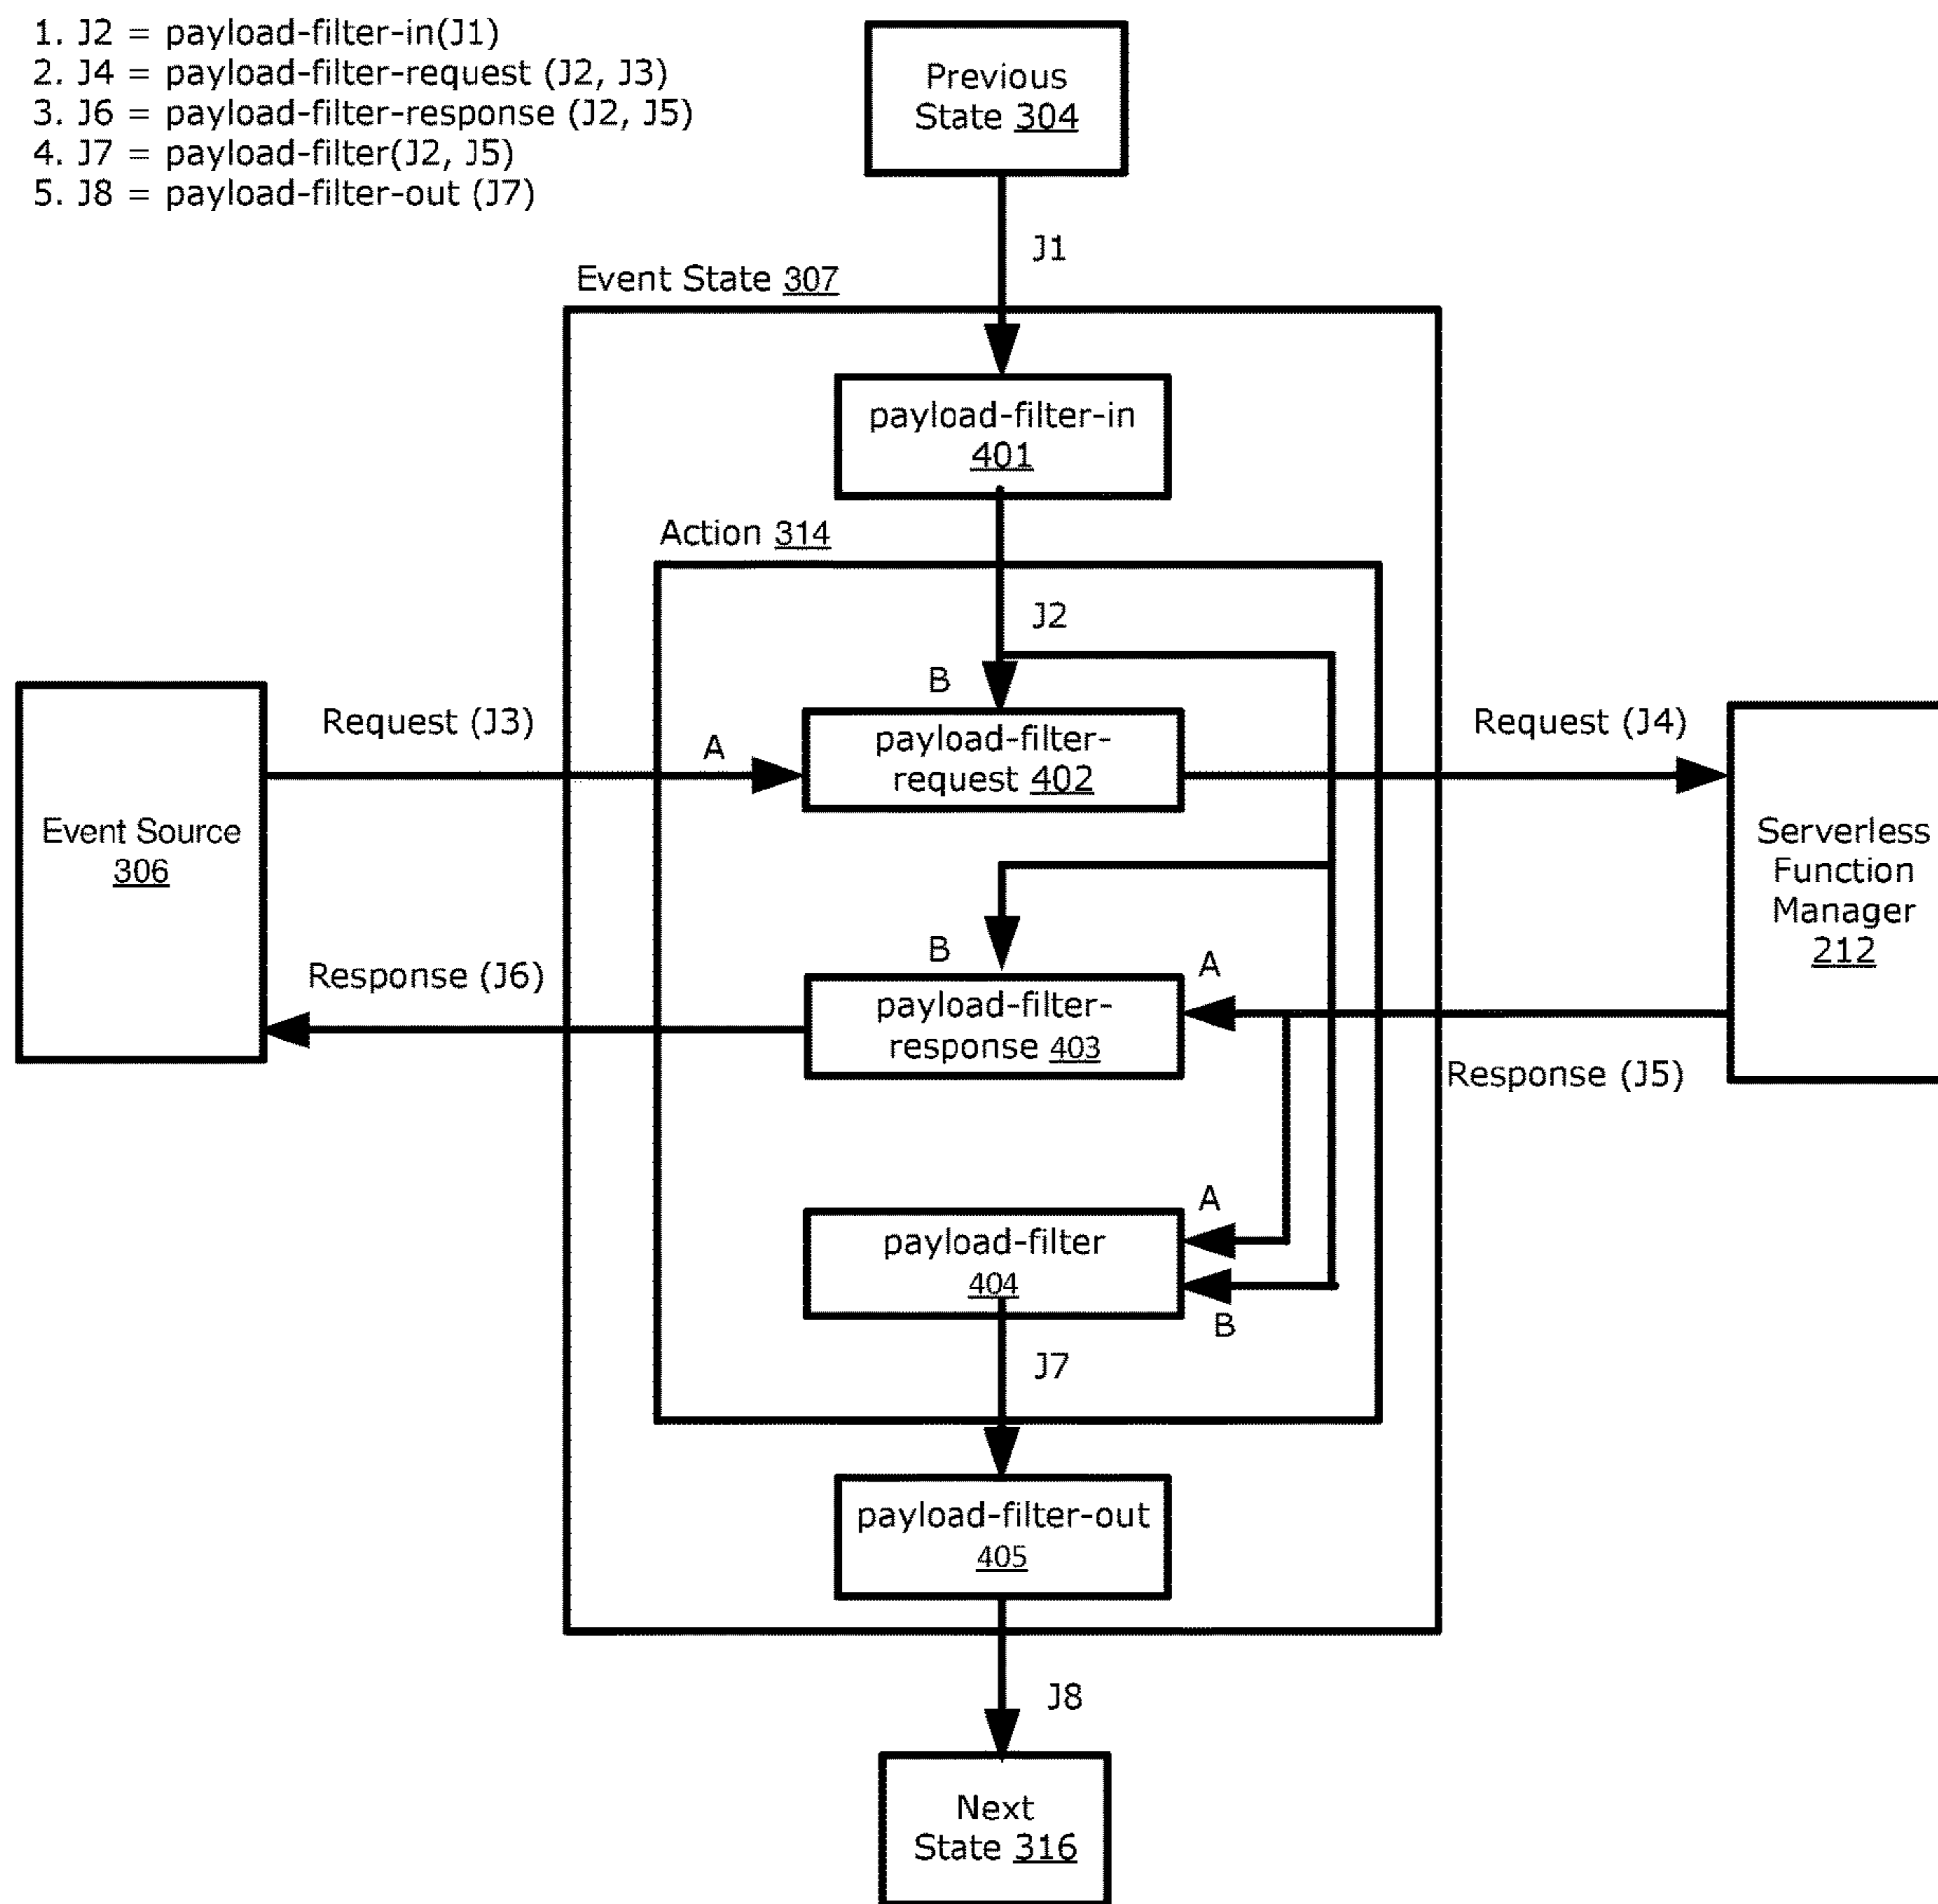 1. J2 = payload-filter-in(J1)
2. J4 = payload-filter-request (J2, J3)
3. J6 = payload-filter-response (J2, J5)
4. J7 = payload-filter(J2, J5)
5. J8 = payload-filter-out (J7)
Previous
State 304
J1
Event State 307
payload-filter-in
401
Action 314
J2
B
Request (J3)
A
payload-filter-
request 402
Request (J4)
Event Source
306
Serverless
Function
Manager
212
B
A
Response (J6)
payload-filter-
response 403
Response (J5)
A
payload-filter
404
B
J7
payload-filter-out
405
J8
Next
State 316